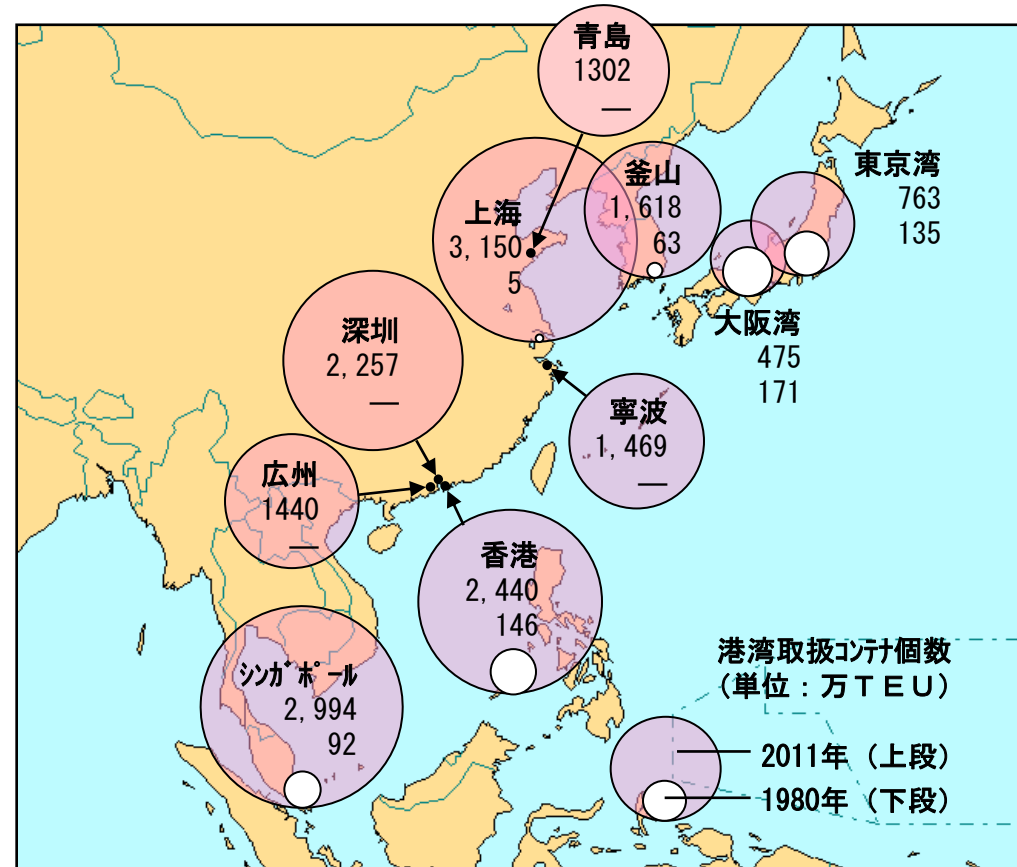 青島
1302
―
釜山
1,618
63
東京湾
763
135
上海
3,150
5
大阪湾
475
171
深圳
2,257
―
寧波
1,469
―
広州
1440
―
香港
2,440
146
シンガポール
2,994
92
港湾取扱コンテナ個数
(単位：万ＴＥＵ)
2011年（上段）
1980年（下段）